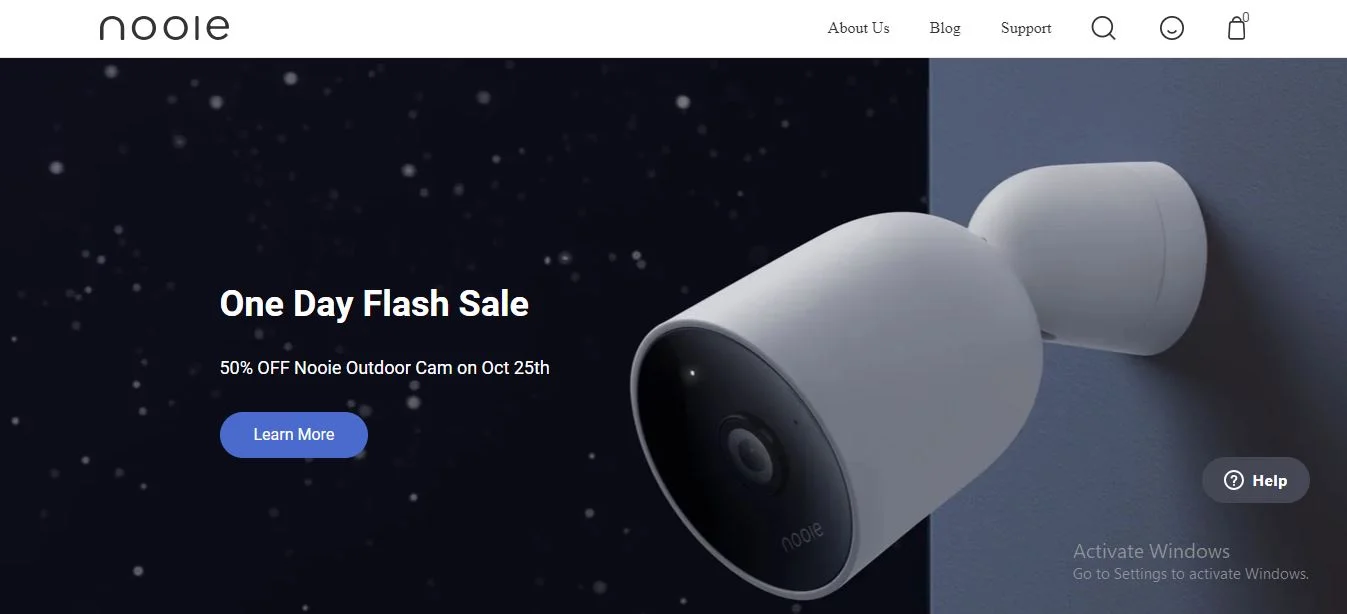 nooie
About Us
Blog
Support
0
One Day Flash Sale
50% OFF Nooie Outdoor Cam on Oct 25th
Learn More
nooie
? Help
Activate Windows
Go to Settings to activate Windows.